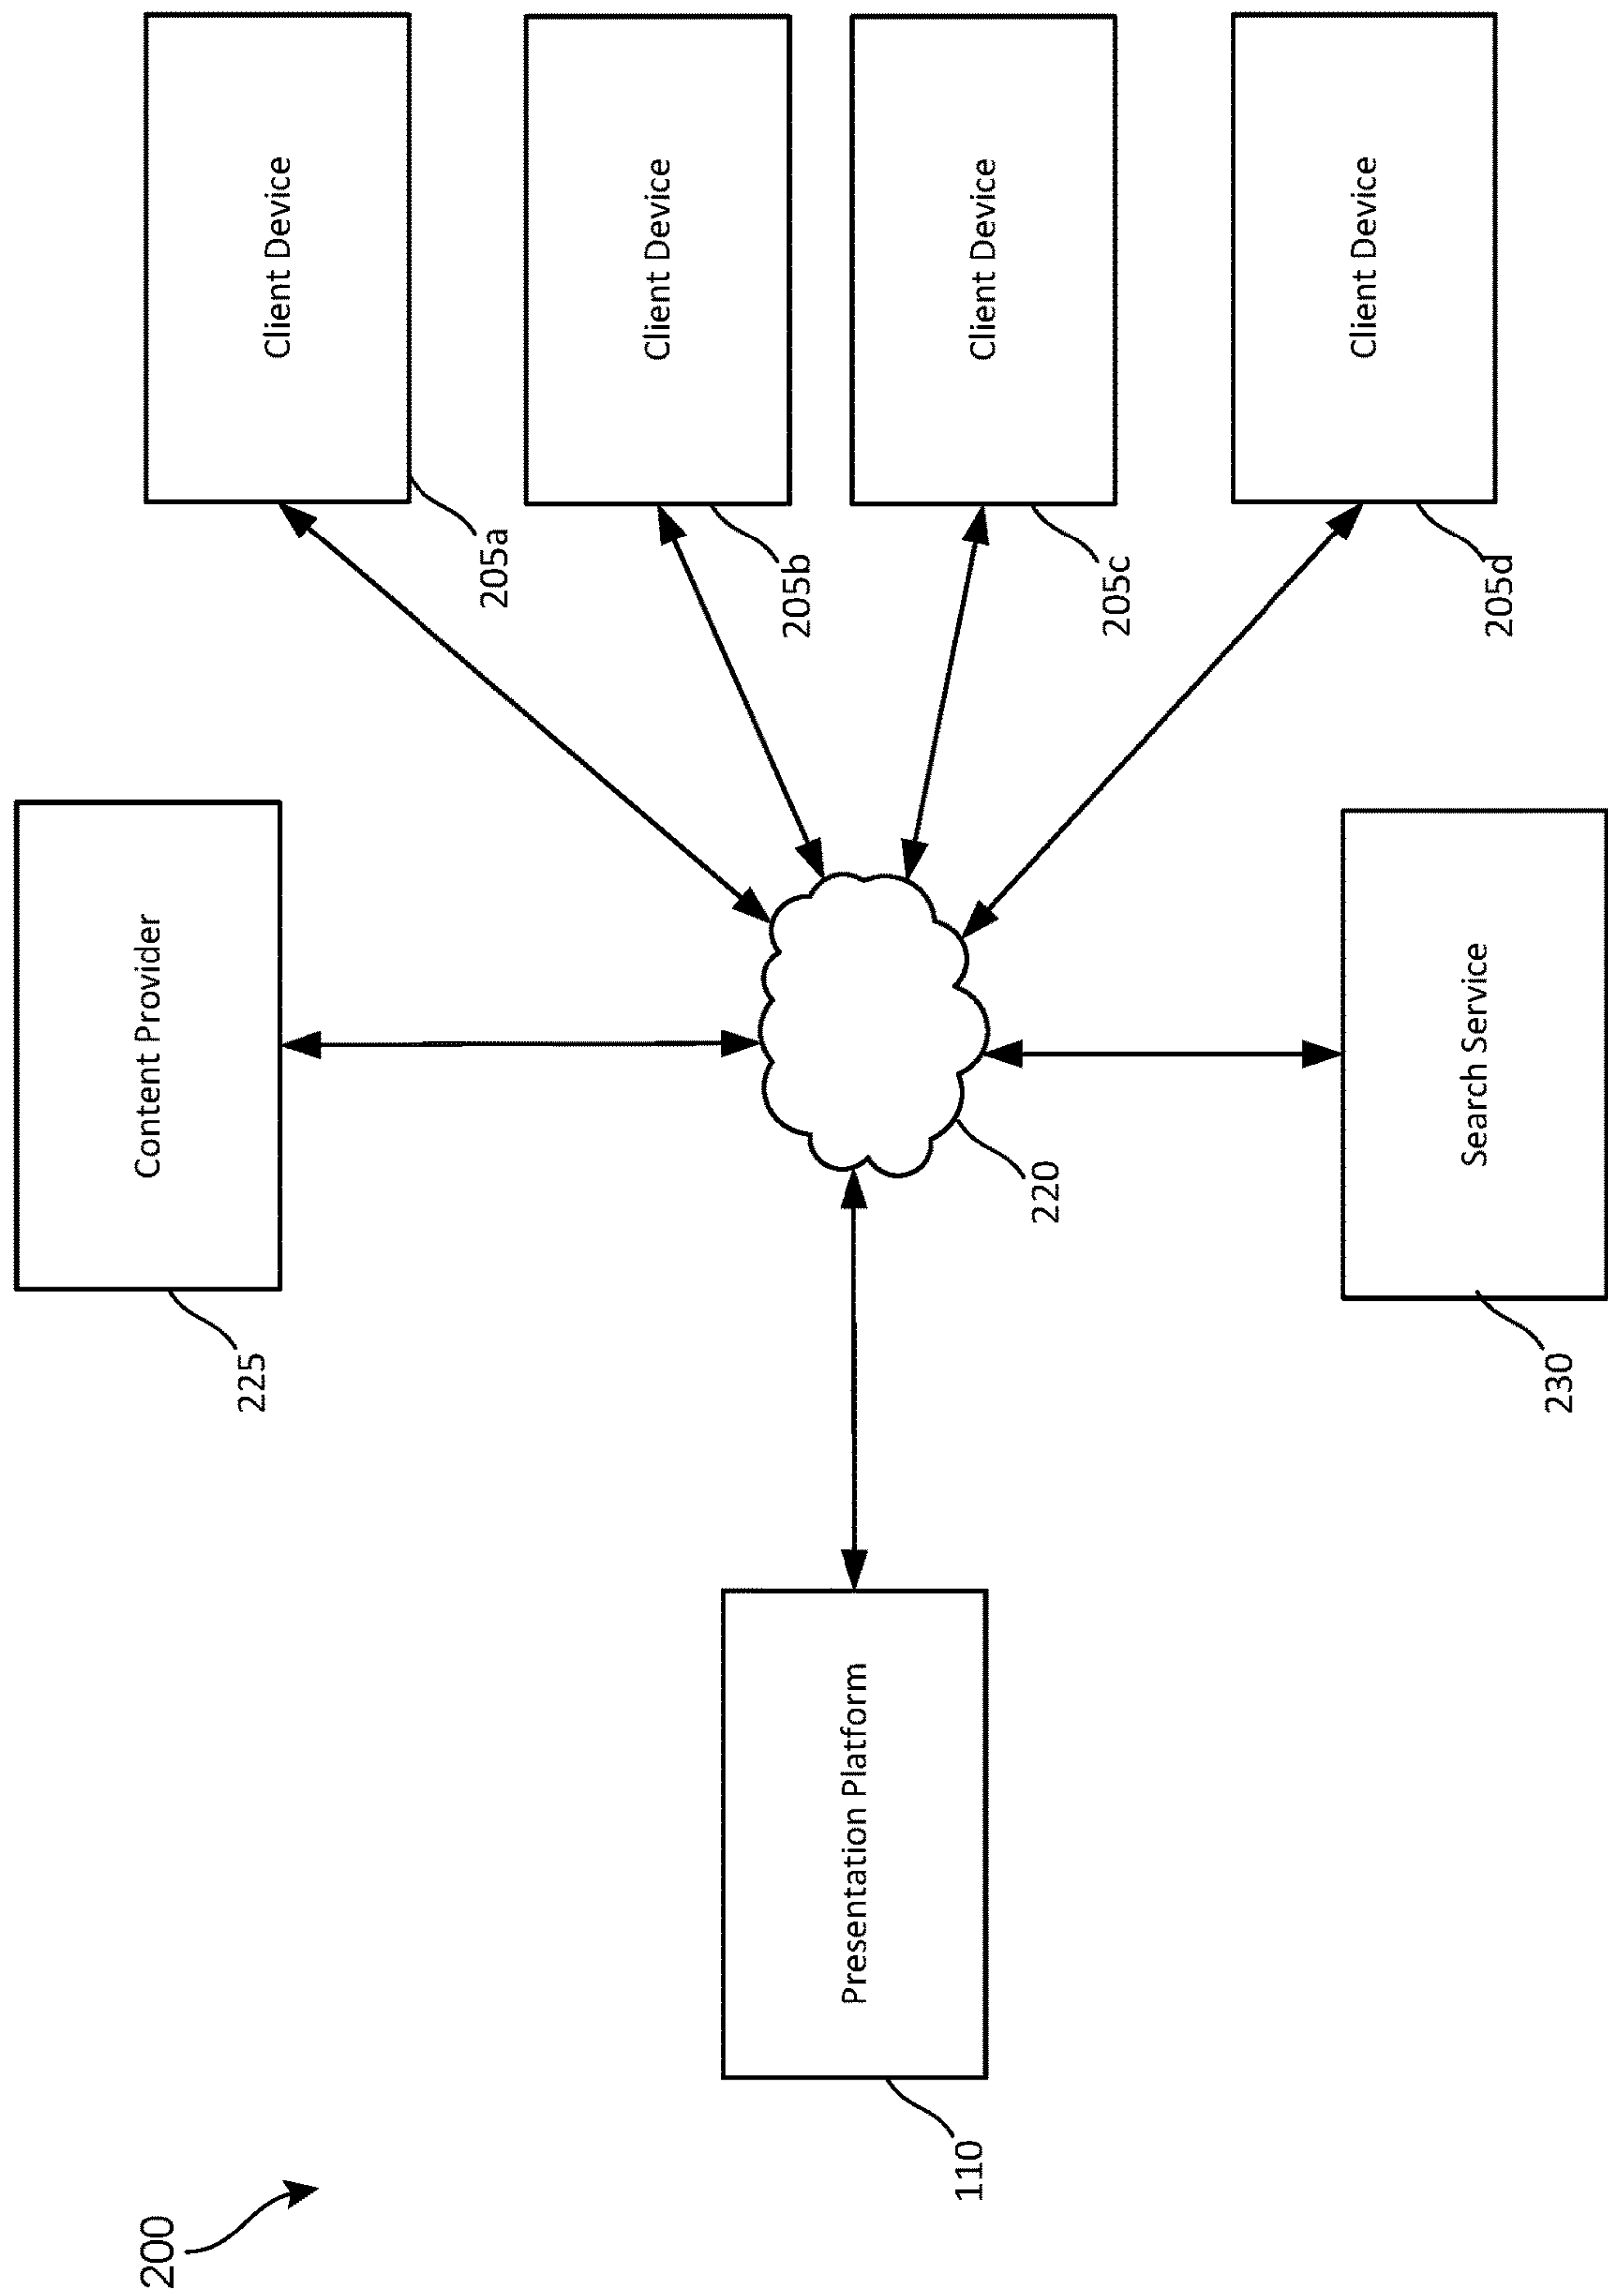 200
Content Provider
225
Client Device
205a
Client Device
205b
Presentation Platform
110
220
Client Device
205c
Client Device
205d
Search Service
230